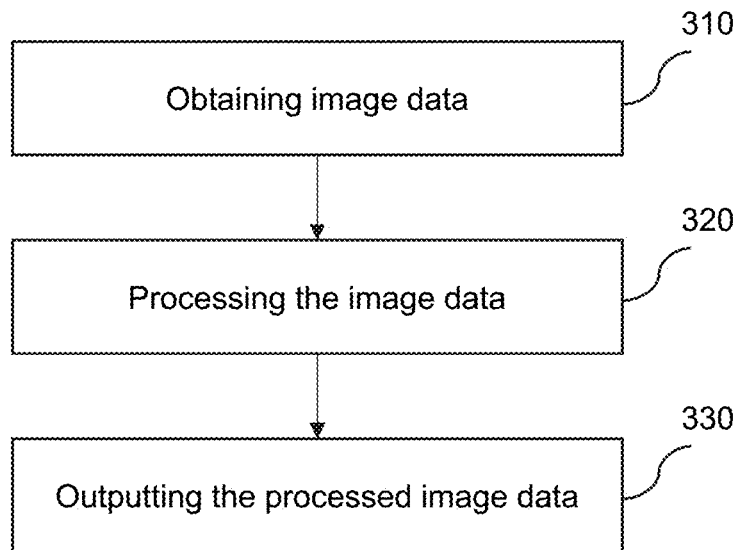 310
Obtaining image data
320
Processing the image data
330
Outputting the processed image data